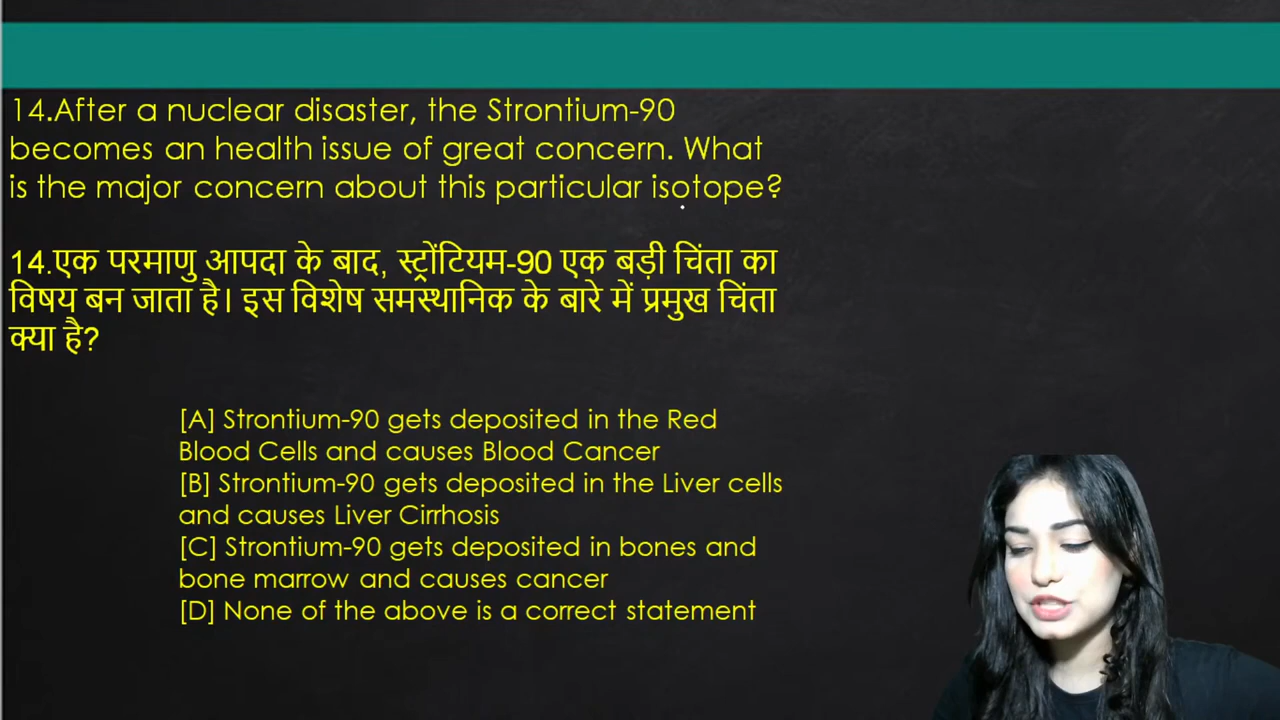 14.After a nuclear disaster, the Strontium-90
becomes an health issue of great concern. What
is the major concern about this particular isotope?
14.एक परमाणु आपदा के बाद, स्ट्रोंटियम-90 एक बड़ी चिंता का
विषय बन जाता है। इस विशेष समस्थानिक के बारे में प्रमुख चिंता
क्या है?
[A] Strontium-90 gets deposited in the Red
Blood Cells and causes Blood Cancer
[B] Strontium-90 gets deposited in the Liver cells
and causes Liver Cirrhosis
[C] Strontium-90 gets deposited in bones and
bone marrow and causes cancer
[D] None of the above is a correct statement